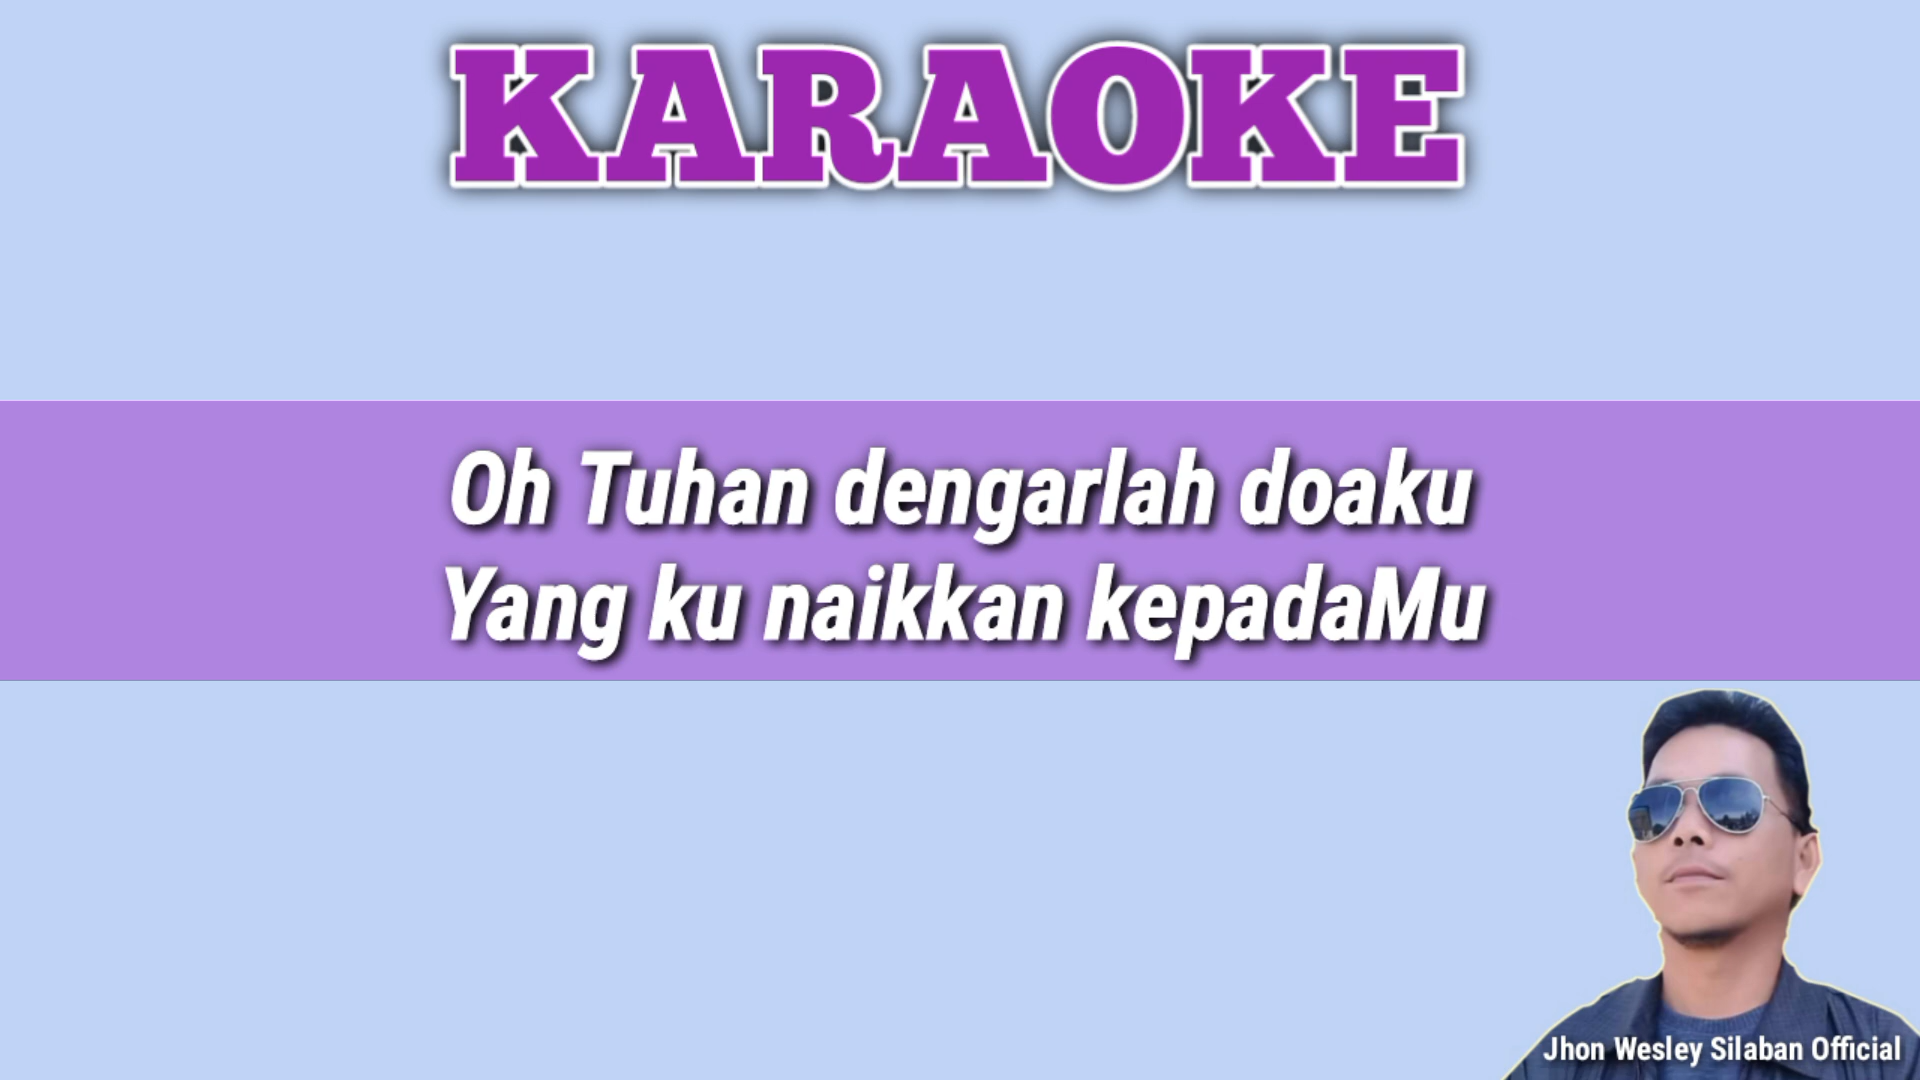 KARAOKE
Oh Tuhan dengarlah doaku
Yang ku naikkan kepadaMu
Jhon Wesley Silaban Official